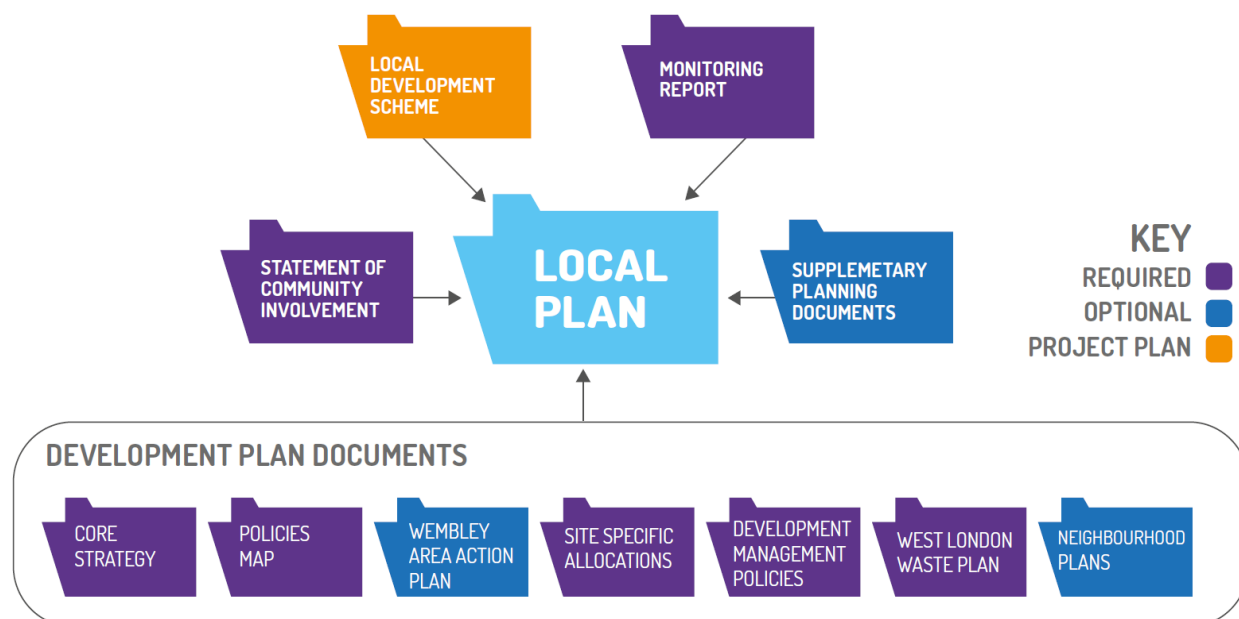 LOCAL
DEVELOPMENT
SCHEME
MONITORING
REPORT
STATEMENT OF
COMMUNITY
INVOLVEMENT
LOCAL
PLAN
SUPPLEMETARY
PLANNING
DOCUMENTS
KEY
REQUIRED
OPTIONAL
PROJECT PLAN
DEVELOPMENT PLAN DOCUMENTS
CORE
STRATEGY
POLICIES
MAP
WEMBLEY
AREA ACTION
PLAN
SITE SPECIFIC
ALLOCATIONS
DEVELOPMENT
MANAGEMENT
POLICIES
WEST LONDON
WASTE PLAN
NEIGHBOURHOOD
PLANS